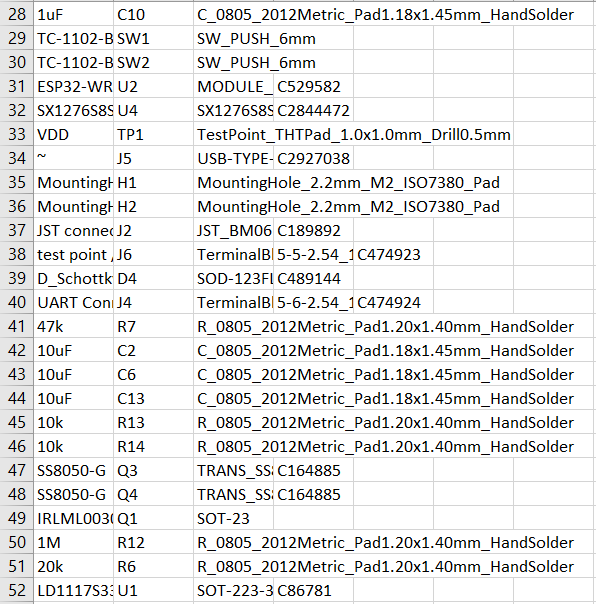 28 1uF C10 C_0805_2012Metric_Pad1.18x1.45mm_HandSolder
29 TC-1102-B SW1 SW_PUSH_6mm
30 TC-1102-B SW2 SW_PUSH_6mm
31 ESP32-WR U2 MODULE_ C529582
32 SX1276S8S U4 SX1276S8S C2844472
33 VDD TP1 TestPoint_THTPad_1.0x1.0mm_Drill0.5mm
34 ~ J5 USB-TYPE- C2927038
35 MountingH H1 MountingHole_2.2mm_M2_ISO7380_Pad
36 MountingH H2 MountingHole_2.2mm_M2_ISO7380_Pad
37 JST connec J2 JST_BM06 C189892
38 test point / J6 TerminalBl 5-5-2.54_1 C474923
39 D_Schottk D4 SOD-123FL C489144
40 UART Conn J4 TerminalBl 5-6-2.54_1 C474924
41 47k R7 R_0805_2012Metric_Pad1.20x1.40mm_HandSolder
42 10uF C2 C_0805_2012Metric_Pad1.18x1.45mm_HandSolder
43 10uF C6 C_0805_2012Metric_Pad1.18x1.45mm_HandSolder
44 10uF C13 C_0805_2012Metric_Pad1.18x1.45mm_HandSolder
45 10k R13 R_0805_2012Metric_Pad1.20x1.40mm_HandSolder
46 10k R14 R_0805_2012Metric_Pad1.20x1.40mm_HandSolder
47 SS8050-G Q3 TRANS_SS8 C164885
48 SS8050-G Q4 TRANS_SS8 C164885
49 IRLML0030 Q1 SOT-23
50 1M R12 R_0805_2012Metric_Pad1.20x1.40mm_HandSolder
51 20k R6 R_0805_2012Metric_Pad1.20x1.40mm_HandSolder
52 LD1117S33 U1 SOT-223-3 C86781